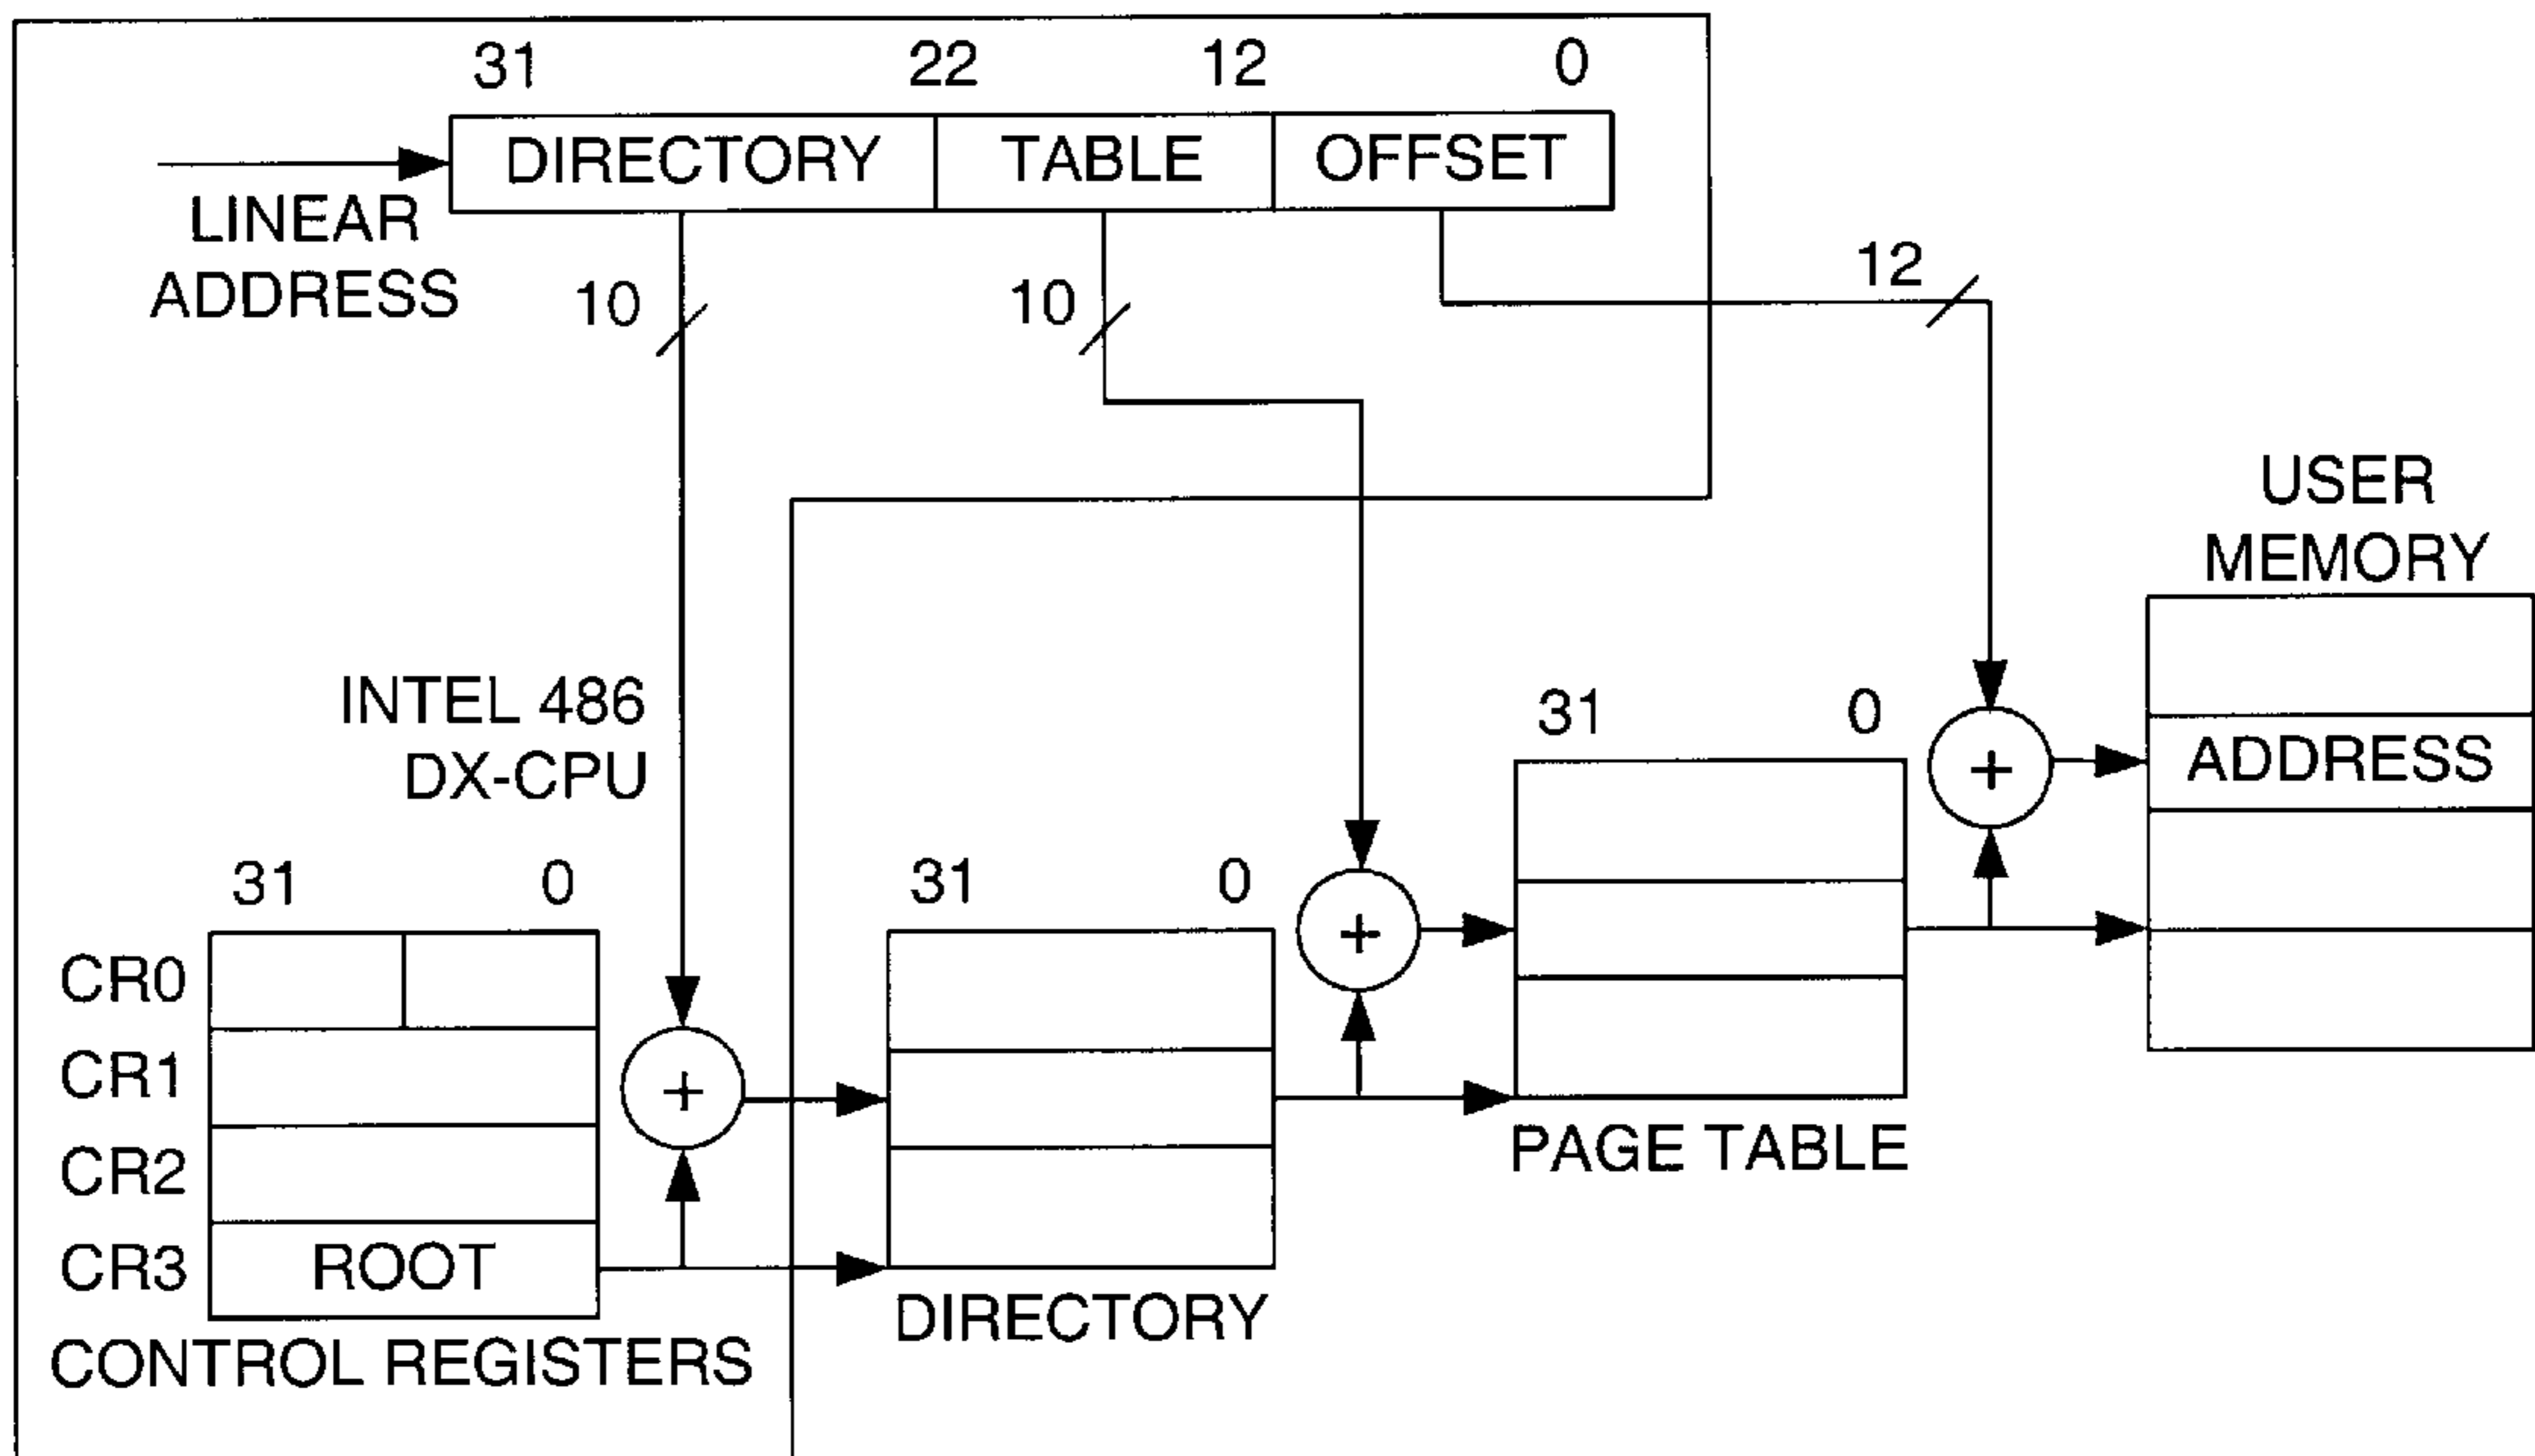 31 22 12 0
DIRECTORY TABLE OFFSET
LINEAR
ADDRESS
10
10
12
USER
MEMORY
INTEL 486
DX-CPU
31 0
ADDRESS
+
31 0
31 0
+
CR0
CR1
+
CR2
PAGE TABLE
CR3 ROOT
DIRECTORY
CONTROL REGISTERS